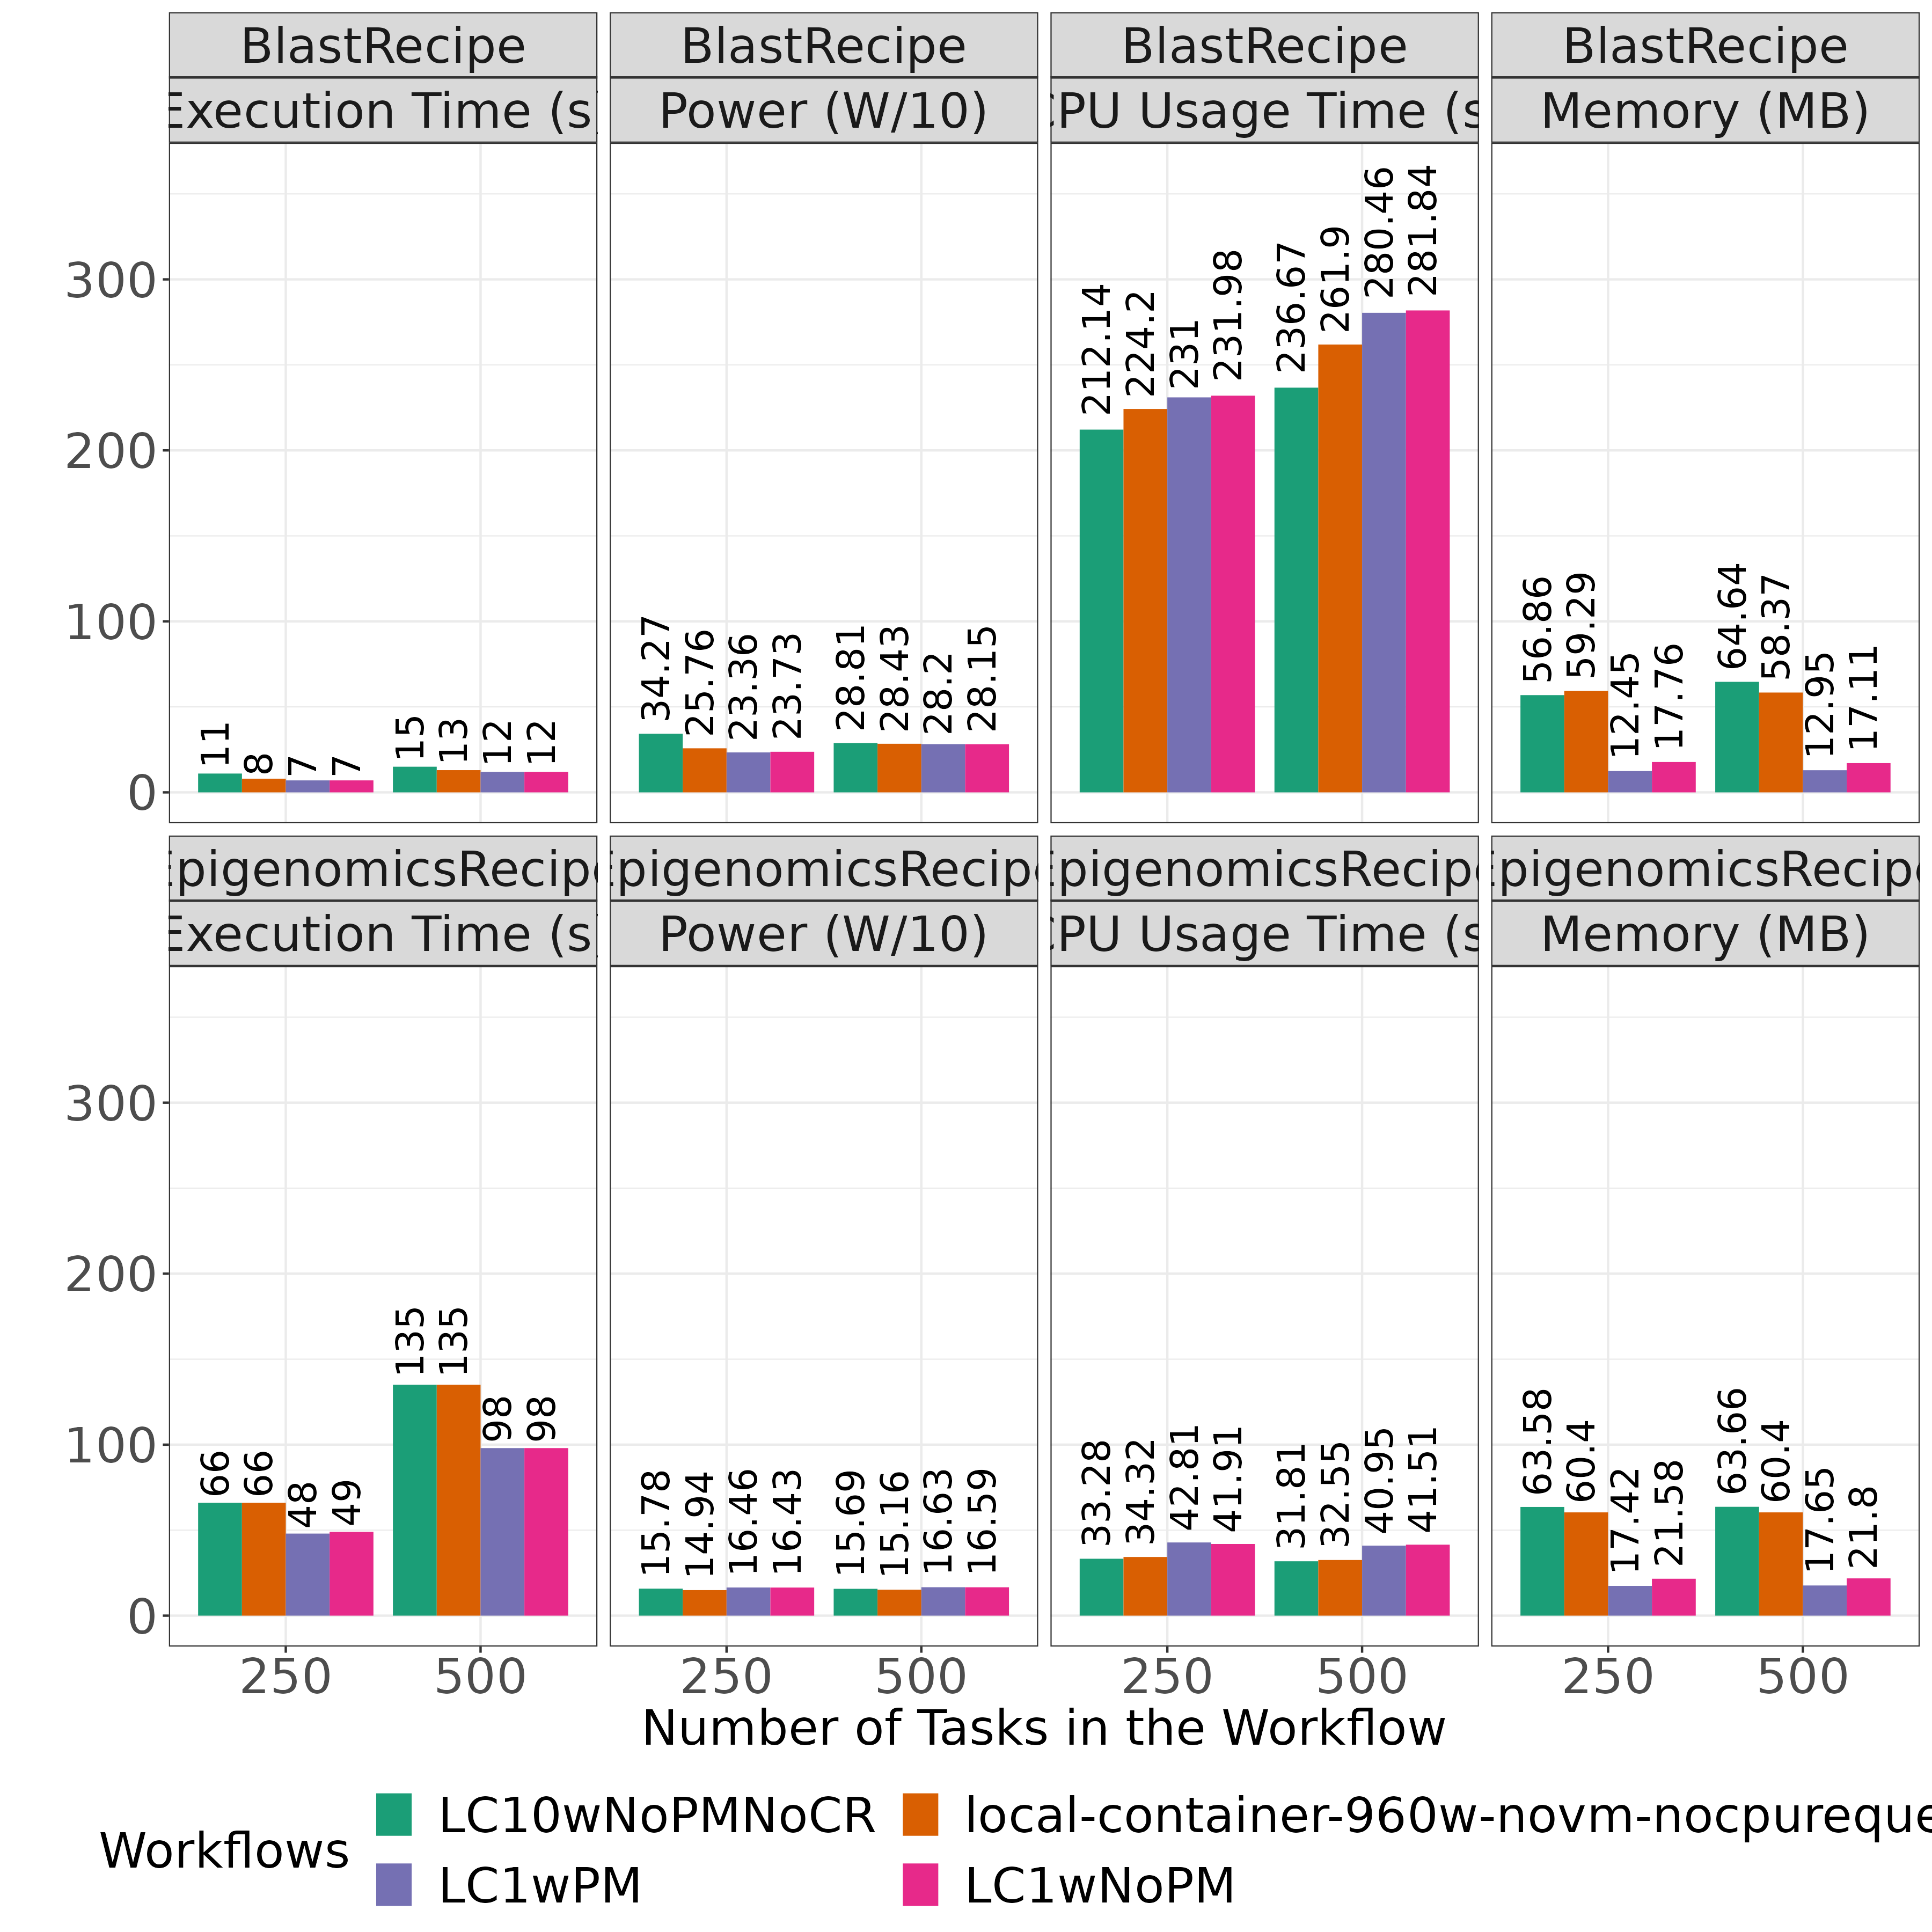 BlastRecipe BlastRecipe BlastRecipe BlastRecipe
Execution Time (s) Power (W/10) CPU Usage Time (s Memory (MB)
300
200
100
0
11 8 7 7 15 13 12 12
34.27 25.76 23.36 23.73 28.81 28.43 28.2 28.15
212.14 224.2 231 231.98 236.67 261.9 280.46 281.84
56.86 59.29 12.45 17.76 64.64 58.37 12.95 17.11
EpigenomicsRecipe EpigenomicsRecipe EpigenomicsRecipe EpigenomicsRecipe
Execution Time (s) Power (W/10) CPU Usage Time (s Memory (MB)
300
200
100
0
66 66 48 49 135 135 98 98
15.78 14.94 16.46 16.43 15.69 15.16 16.63 16.59
33.28 34.32 42.81 41.91 31.81 32.55 40.95 41.51
63.58 60.4 17.42 21.58 63.66 60.4 17.65 21.8
250 500 250 500 250 500 250 500
Number of Tasks in the Workflow
Workflows
LC10wNoPMNoCR local-container-960w-novm-nocpureque
LC1wPM LC1wNoPM